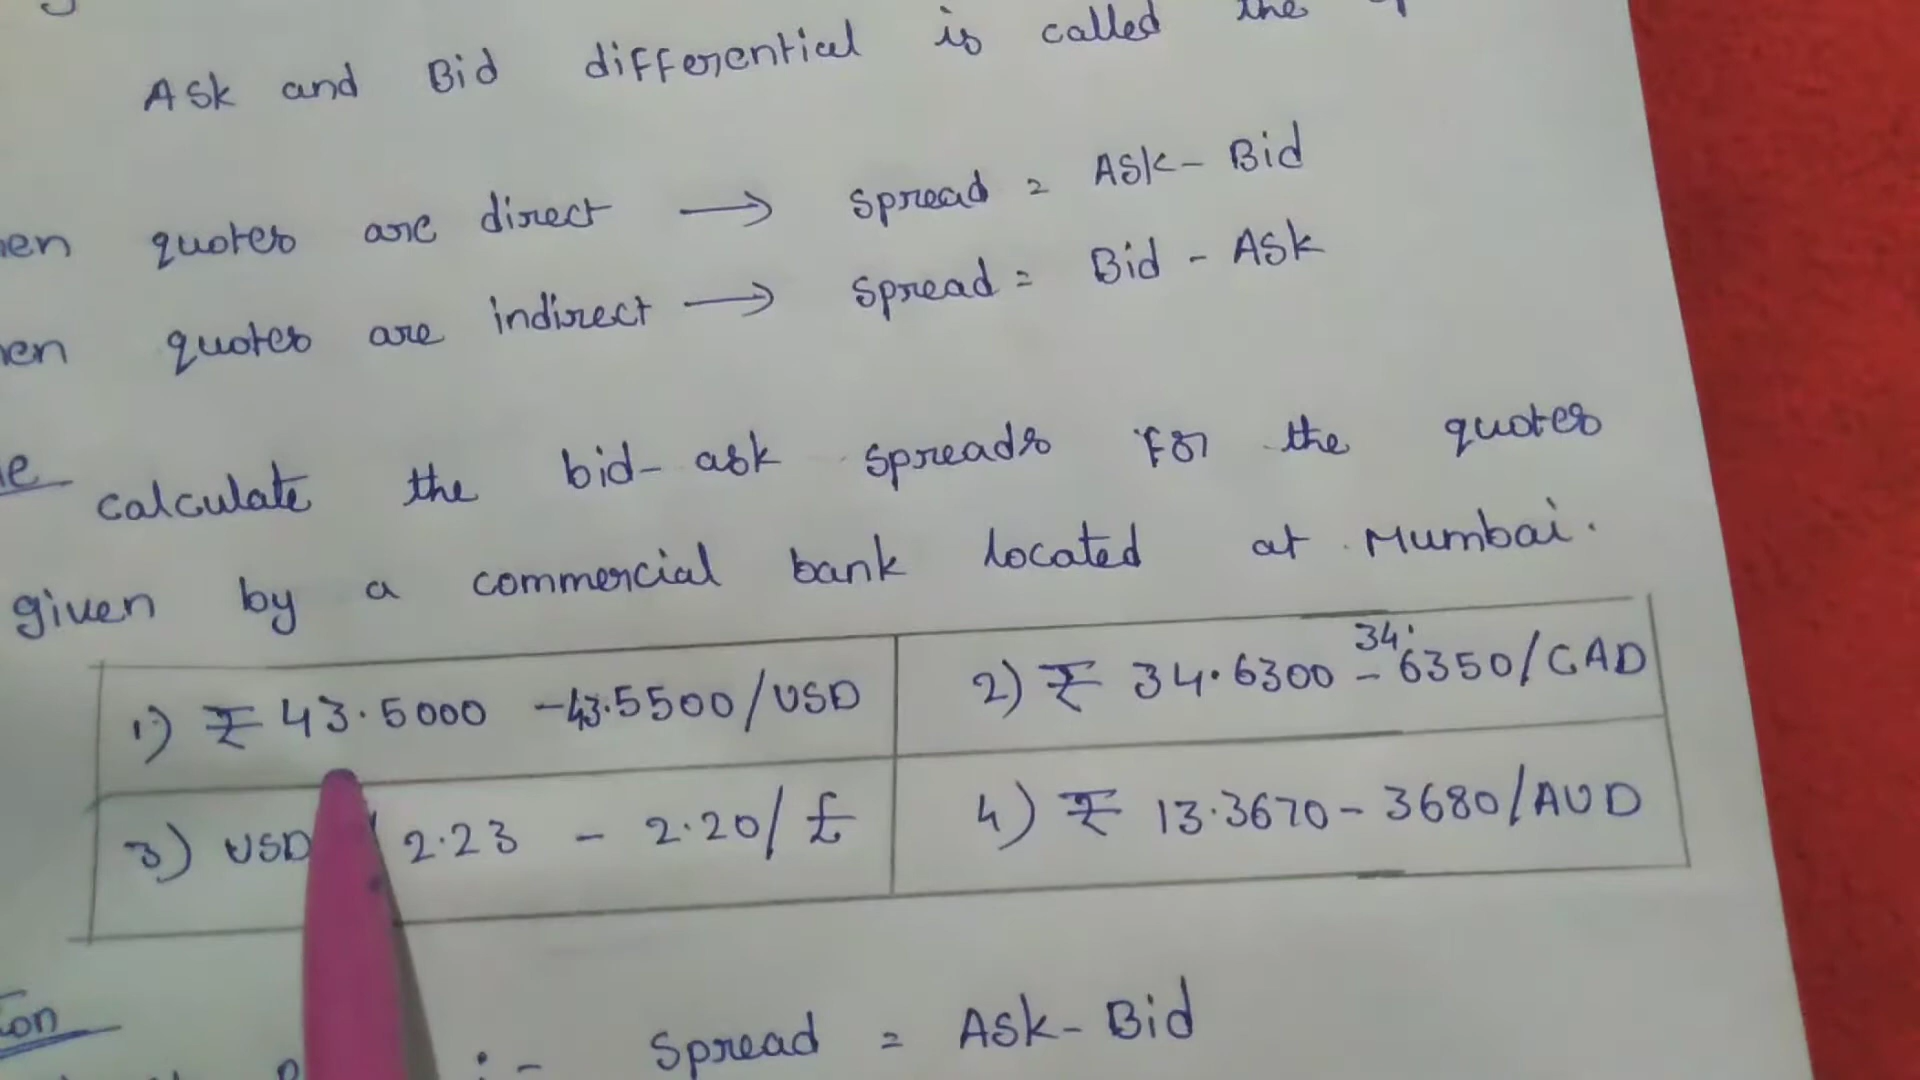 Ask and Bid differential is called the
quotes are direct → spread = Ask - Bid
quotes are indirect → spread = Bid - Ask
calculate the bid-ask spreads for the quotes
given by a commercial bank located at Mumbai.
1) ₹ 43.5000 - 43.5500/USD 2) ₹ 34.6300 - 34.6350/CAD
3) USD 2.23 - 2.20/£ 4) ₹ 13.3670 - 3680/AUD
:- spread = Ask - Bid